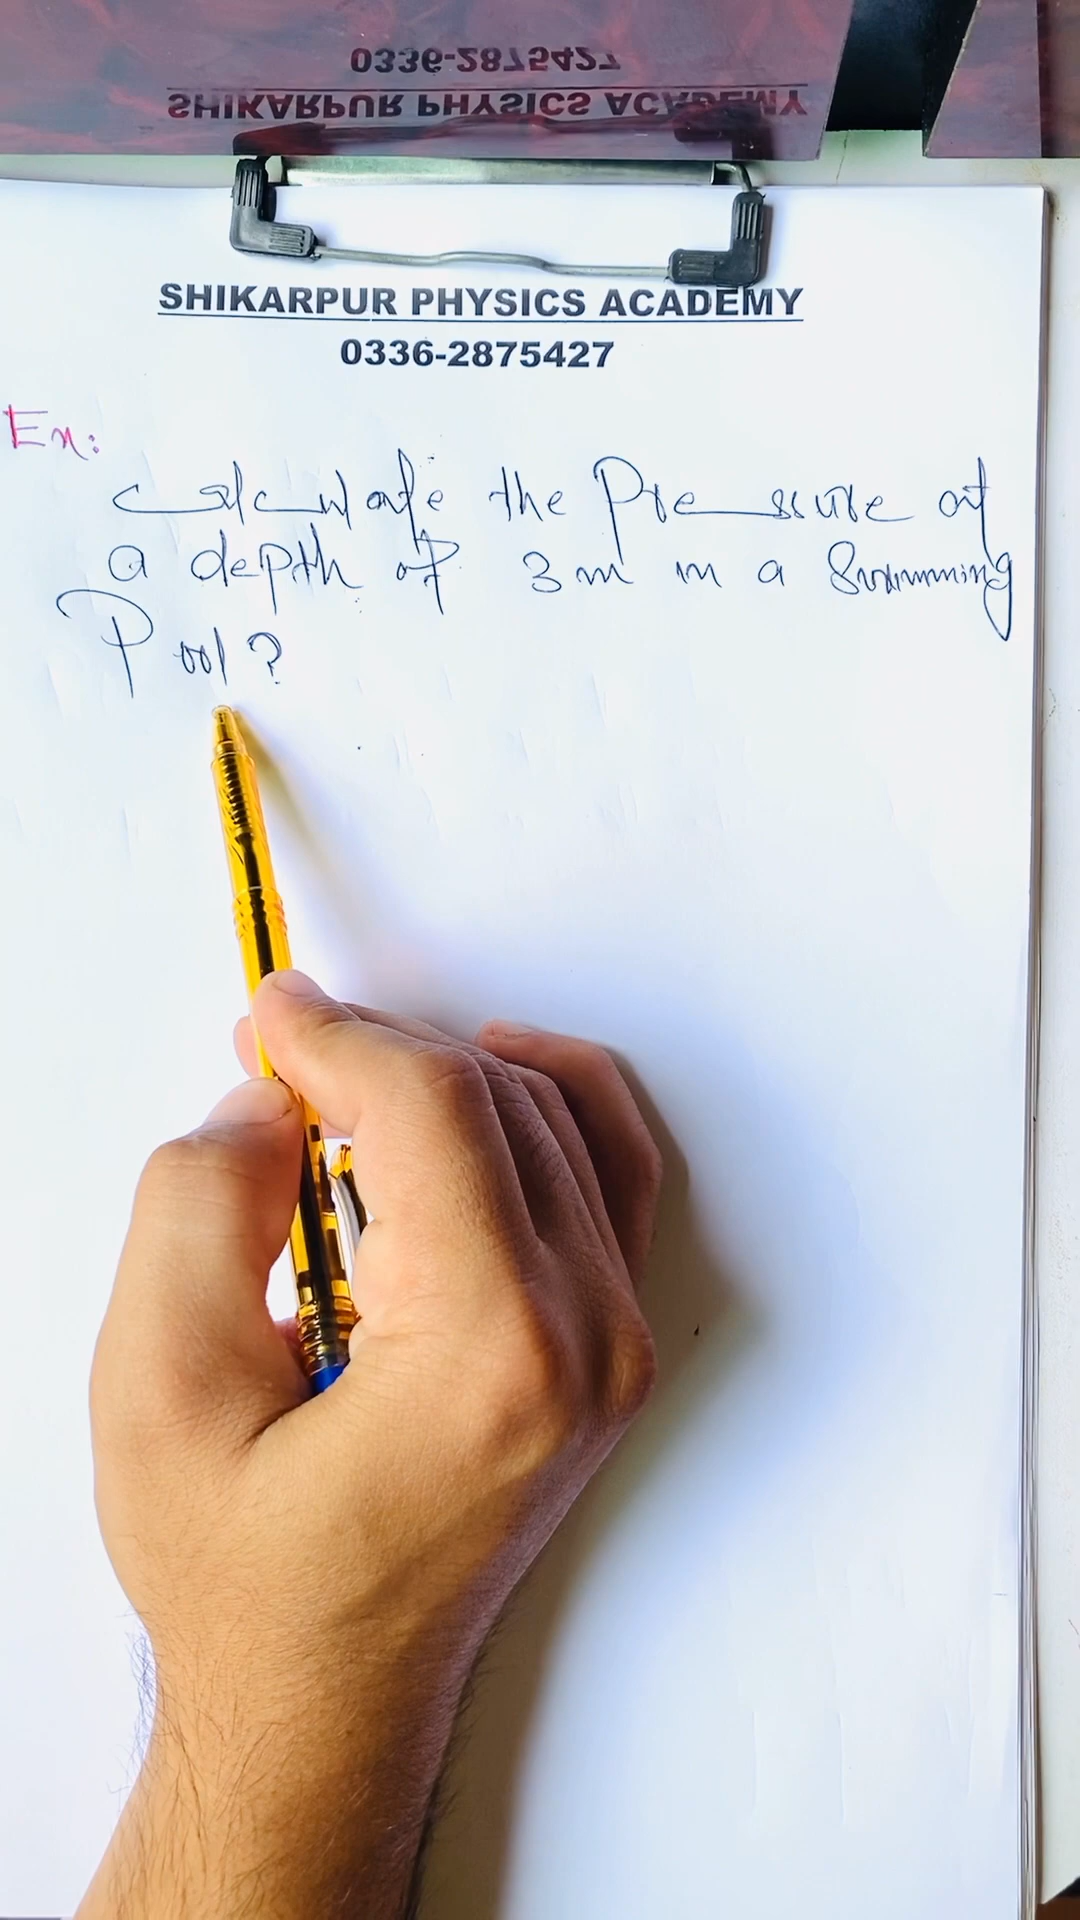 0336-2875427
SHIKARPUR PHYSICS ACADEMY
SHIKARPUR PHYSICS ACADEMY
0336-2875427
Ex:
Calculate the Pressure at
a depth of 3m in a Swimming
Pool?